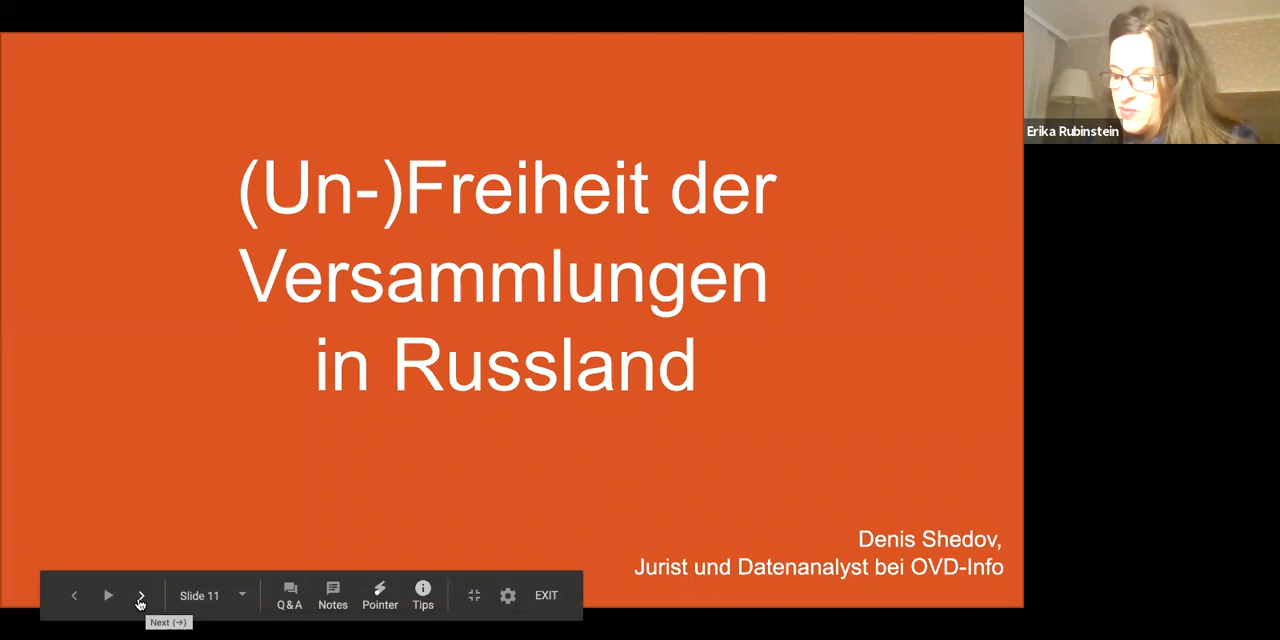 Erika Rubinstein
(Un-)Freiheit der
Versammlungen
in Russland
Denis Shedov,
Jurist und Datenanalyst bei OVD-Info
Slide 11
Q&A
Notes
Pointer
Tips
EXIT
Next (→)